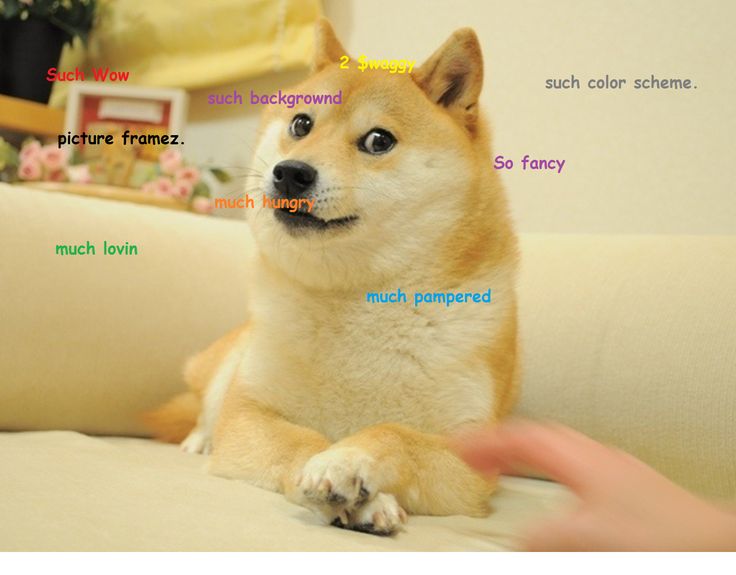 2 $waggy
Such Wow
such color scheme.
such backgrownd
picture framez.
So fancy
much hungry
much lovin
much pampered